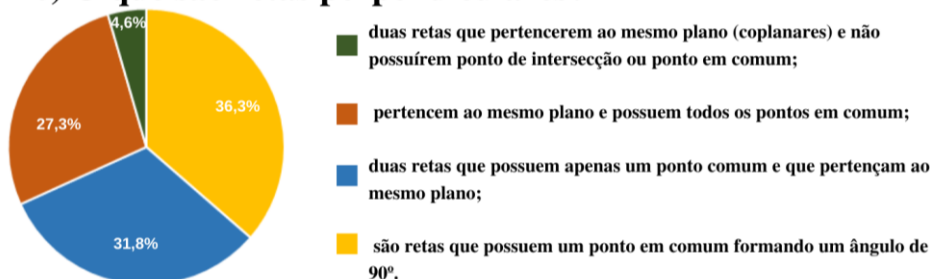 4,6%
36,3%
27,3%
31,8%
duas retas que pertencerem ao mesmo plano (coplanares) e não
possuírem ponto de intersecção ou ponto em comum;
pertencem ao mesmo plano e possuem todos os pontos em comum;
duas retas que possuem apenas um ponto comum e que pertençam ao
mesmo plano;
são retas que possuem um ponto em comum formando um ângulo de
90º.